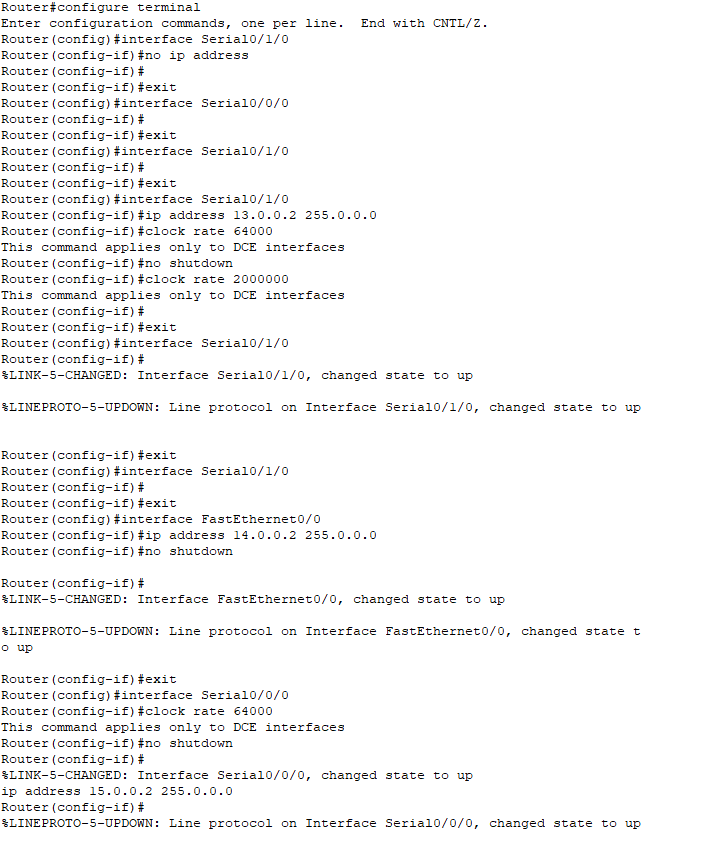 Router#configure terminal
Enter configuration commands, one per line.  End with CNTL/Z.
Router(config)#interface Serial0/1/0
Router(config-if)#no ip address
Router(config-if)#
Router(config-if)#exit
Router(config)#interface Serial0/0/0
Router(config-if)#
Router(config-if)#exit
Router(config)#interface Serial0/1/0
Router(config-if)#
Router(config-if)#exit
Router(config)#interface Serial0/1/0
Router(config-if)#ip address 13.0.0.2 255.0.0.0
Router(config-if)#clock rate 64000
This command applies only to DCE interfaces
Router(config-if)#no shutdown
Router(config-if)#clock rate 2000000
This command applies only to DCE interfaces
Router(config-if)#
Router(config-if)#exit
Router(config)#interface Serial0/1/0
Router(config-if)#
%LINK-5-CHANGED: Interface Serial0/1/0, changed state to up

%LINEPROTO-5-UPDOWN: Line protocol on Interface Serial0/1/0, changed state to up

Router(config-if)#exit
Router(config)#interface Serial0/1/0
Router(config-if)#
Router(config-if)#exit
Router(config)#interface FastEthernet0/0
Router(config-if)#ip address 14.0.0.2 255.0.0.0
Router(config-if)#no shutdown

Router(config-if)#
%LINK-5-CHANGED: Interface FastEthernet0/0, changed state to up

%LINEPROTO-5-UPDOWN: Line protocol on Interface FastEthernet0/0, changed state t
o up

Router(config-if)#exit
Router(config)#interface Serial0/0/0
Router(config-if)#clock rate 64000
This command applies only to DCE interfaces
Router(config-if)#no shutdown
Router(config-if)#
%LINK-5-CHANGED: Interface Serial0/0/0, changed state to up
ip address 15.0.0.2 255.0.0.0
Router(config-if)#
%LINEPROTO-5-UPDOWN: Line protocol on Interface Serial0/0/0, changed state to up